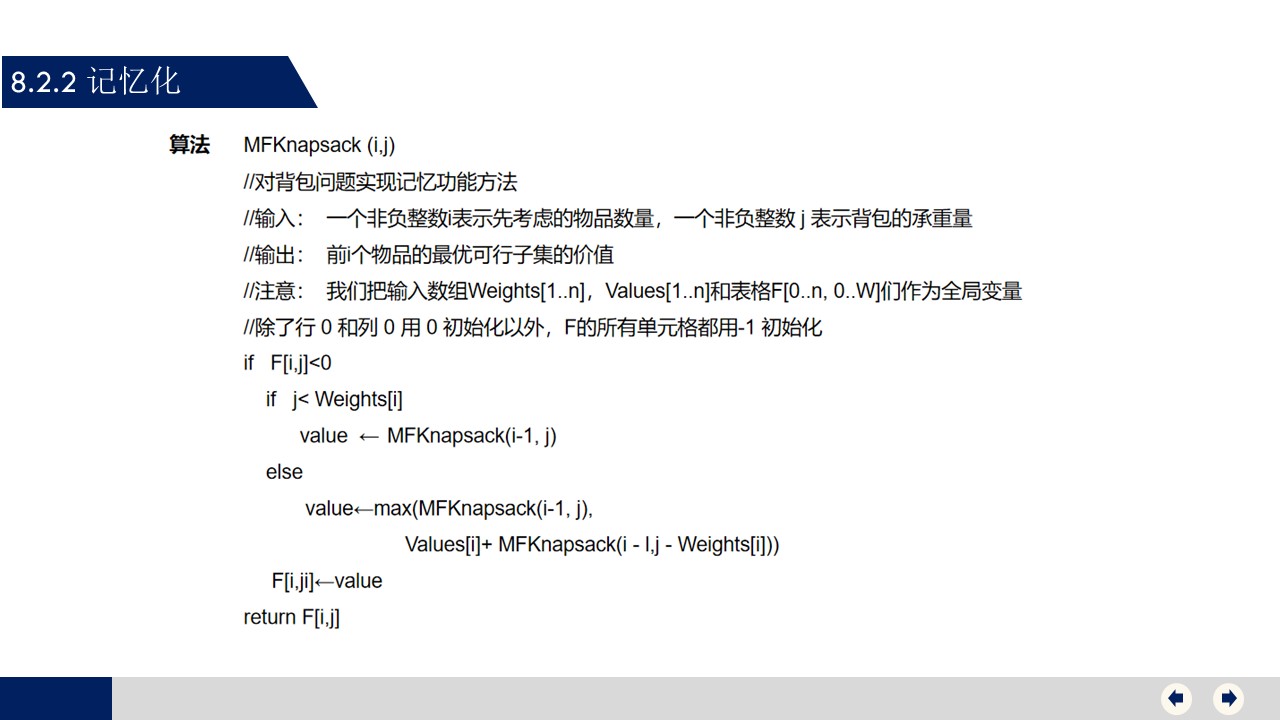 8.2.2 记忆化
算法 MFKnapsack (i,j)
//对背包问题实现记忆功能方法
//输入： 一个非负整数i表示先考虑的物品数量，一个非负整数 j 表示背包的承重量
//输出： 前i个物品的最优可行子集的价值
//注意： 我们把输入数组Weights[1..n]，Values[1..n]和表格F[0..n, 0..W]们作为全局变量
//除了行 0 和列 0 用 0 初始化以外，F的所有单元格都用-1 初始化
if F[i,j]<0
if j< Weights[i]
value ← MFKnapsack(i-1, j)
else
value←max(MFKnapsack(i-1, j),
Values[i]+ MFKnapsack(i - l,j - Weights[i]))
F[i,ji]←value
return F[i,j]